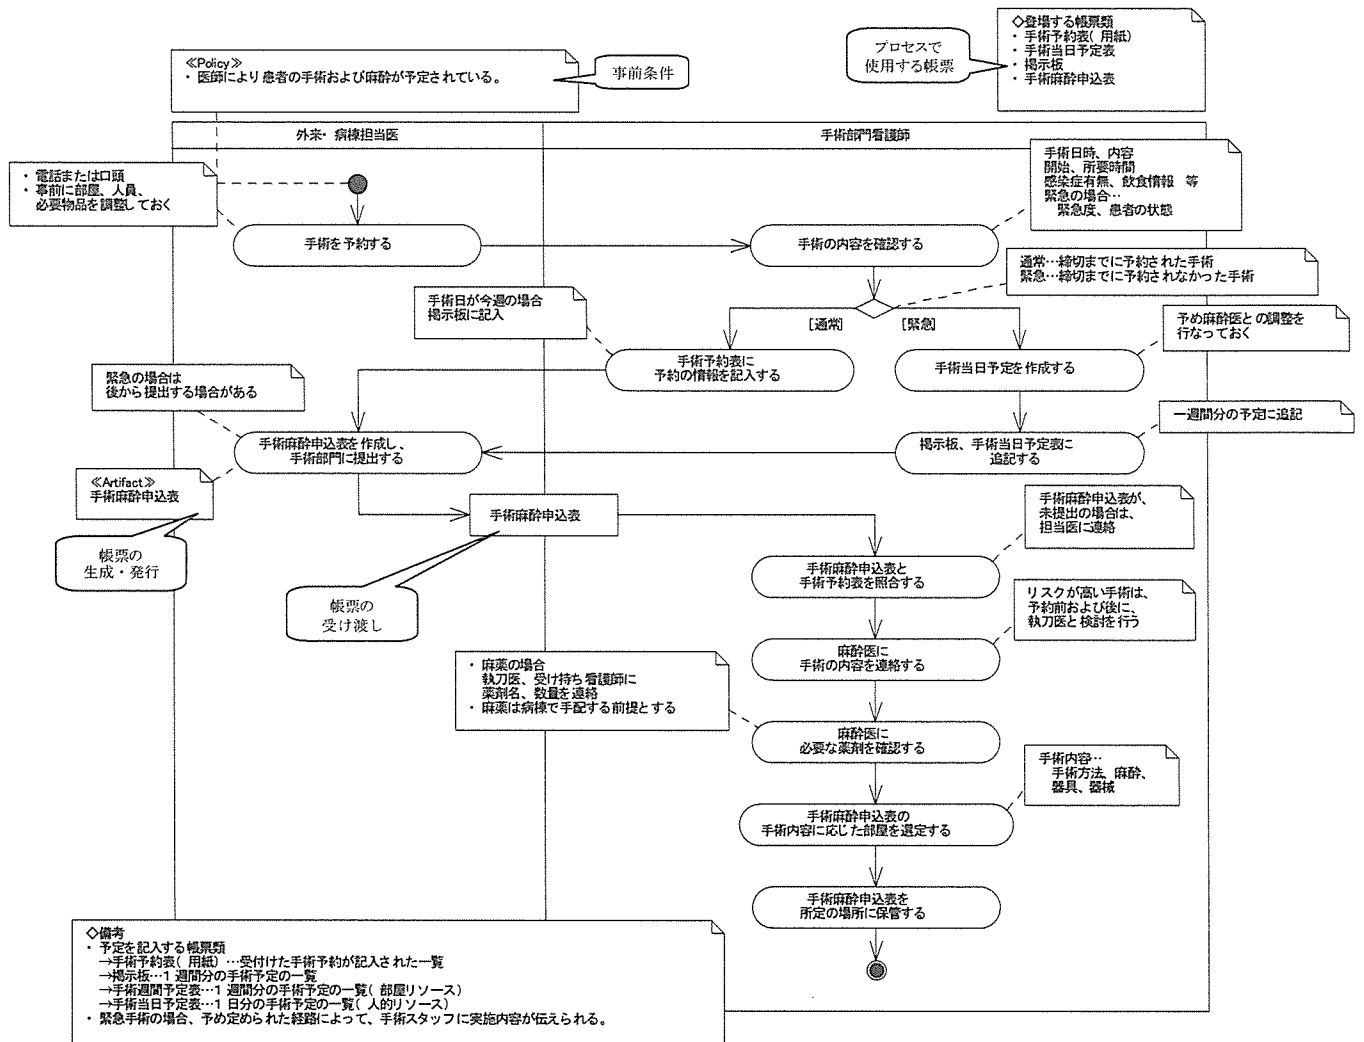 ◇登場する帳票類
・ 手術予約表( 用紙)
・ 手術当日予定表
・ 掲示板
・ 手術麻酔申込表
プロセスで
使用する帳票
≪Policy≫
・ 医師により患者の手術および麻酔が予定されている。
事前条件
外来・病棟担当医
手術部門看護師
・ 電話または口頭
・ 事前に部屋、人員、
必要物品を調整しておく
手術日時、内容
開始、所要時間
感染症有無、飲食情報 等
緊急の場合…
緊急度、患者の状態
手術を予約する
手術の内容を確認する
通常…締切までに予約された手術
緊急…締切までに予約されなかった手術
手術日が今週の場合
掲示板に記入
[通常]
[緊急]
予め麻酔医との調整を
行なっておく
手術予約表に
予約の情報を記入する
手術当日予定を作成する
緊急の場合は
後から提出する場合がある
一週間分の予定に追記
手術麻酔申込表を作成し、
手術部門に提出する
掲示板、手術当日予定表に
追記する
≪Artifact≫
手術麻酔申込表
手術麻酔申込表
手術麻酔申込表が、
未提出の場合は、
担当医に連絡
帳票の
生成・発行
手術麻酔申込表と
手術予約表を照合する
帳票の
受け渡し
リスクが高い手術は、
予約前および後に、
執刀医と検討を行う
麻酔医に
手術の内容を連絡する
・ 麻薬の場合
執刀医、受け持ち看護師に
薬剤名、数量を連絡
・ 麻薬は病棟で手配する前提とする
麻酔医に
必要な薬剤を確認する
手術内容…
手術方法、麻酔、
器具、器械
手術麻酔申込表の
手術内容に応じた部屋を選定する
手術麻酔申込表を
所定の場所に保管する
◇備考
・ 予定を記入する帳票類
→手術予約表( 用紙) …受付けた手術予約が記入された一覧
→掲示板…1 週間分の手術予定の一覧
→手術週間予定表…1 週間分の手術予定の一覧( 部屋リソース)
→手術当日予定表…1 日分の手術予定の一覧( 人的リソース)
・ 緊急手術の場合、予め定められた経路によって、手術スタッフに実施内容が伝えられる。